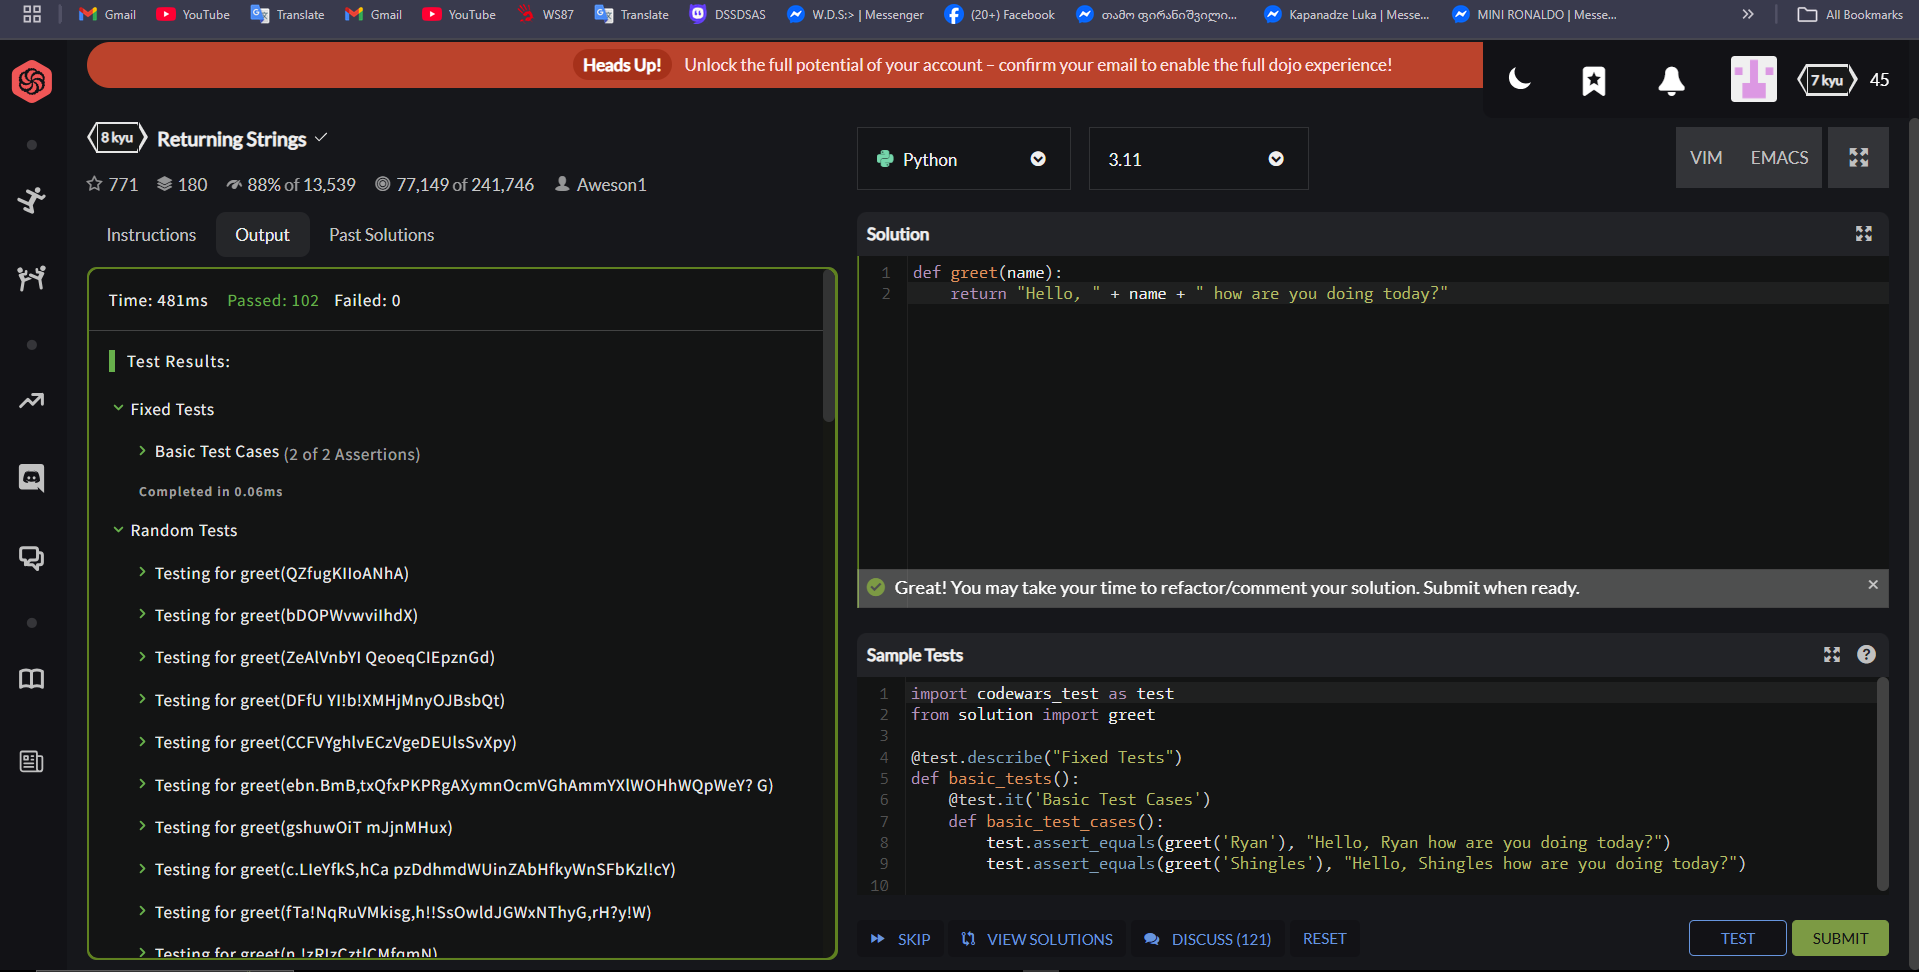 Gmail YouTube Translate Gmail YouTube WS87 Translate DSSDSAS W.D.S:> | Messenger (20+) Facebook თამო ფირანიშვილი... Kapanadze Luka | Messe... MINI RONALDO | Messe... » All Bookmarks
Heads Up! Unlock the full potential of your account – confirm your email to enable the full dojo experience!
7 kyu 45
8 kyu Returning Strings
771 180 88% of 13,539 77,149 of 241,746 Aweson1
Python 3.11 VIM EMACS
Instructions Output Past Solutions
Time: 481ms Passed: 102 Failed: 0
Test Results:
Fixed Tests
Basic Test Cases (2 of 2 Assertions)
Completed in 0.06ms
Random Tests
Testing for greet(QZfugKIIoANhA)
Testing for greet(bDOPWvwviIhdX)
Testing for greet(ZeAlVnbYI QeoeqCIEpznGd)
Testing for greet(DFfU YI!b!XMHjMnyOJBsbQt)
Testing for greet(CCFVYghlvECzVgeDEUlsSvXpy)
Testing for greet(ebn.BmB,txQfxPKPRgAXymnOcmVGhAmmYXlWOHhWQpWeY? G)
Testing for greet(gshuwOiT mJjnMHux)
Testing for greet(c.LIeYfkS,hCa pzDdhmdWUinZAbHfkyWnSFbKzl!cY)
Testing for greet(fTa!NqRuVMkisg,h!!SsOwldJGWxNThyG,rH?y!W)
Testing for
Solution
1 def greet(name):
2 return "Hello, " + name + " how are you doing today?"
Great! You may take your time to refactor/comment your solution. Submit when ready. ×
Sample Tests ?
1 import codewars_test as test
2 from solution import greet
3
4 @test.describe("Fixed Tests")
5 def basic_tests():
6 @test.it('Basic Test Cases')
7 def basic_test_cases():
8 test.assert_equals(greet('Ryan'), "Hello, Ryan how are you doing today?")
9 test.assert_equals(greet('Shingles'), "Hello, Shingles how are you doing today?")
10
SKIP VIEW SOLUTIONS DISCUSS (121) RESET TEST SUBMIT